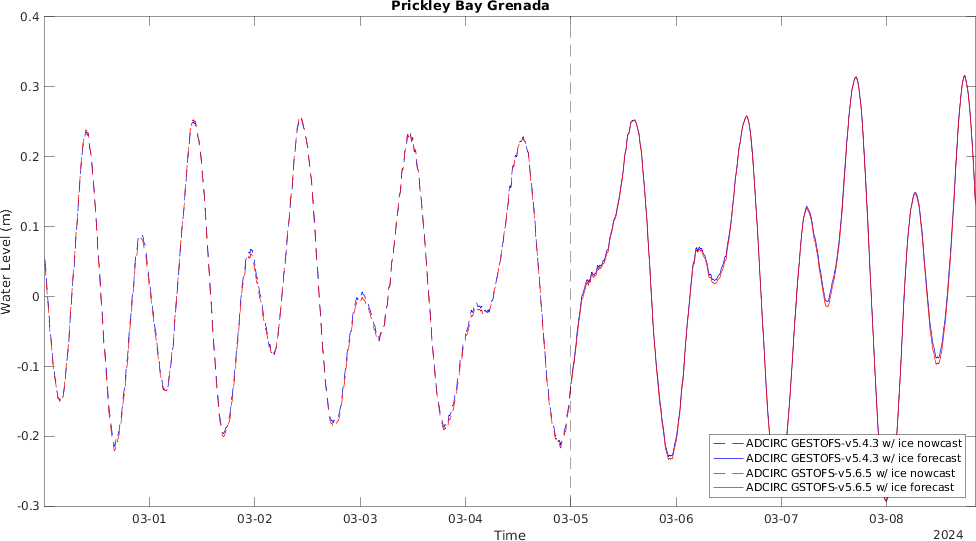 Prickley Bay Grenada
0.4
0.3
0.2
0.1
0
-0.1
-0.2
-0.3
Water Level (m)
03-01 03-02 03-03 03-04 03-05 03-06 03-07 03-08
Time
2024
ADCIRC GESTOFS-v5.4.3 w/ ice nowcast
ADCIRC GESTOFS-v5.4.3 w/ ice forecast
ADCIRC GSTOFS-v5.6.5 w/ ice nowcast
ADCIRC GSTOFS-v5.6.5 w/ ice forecast